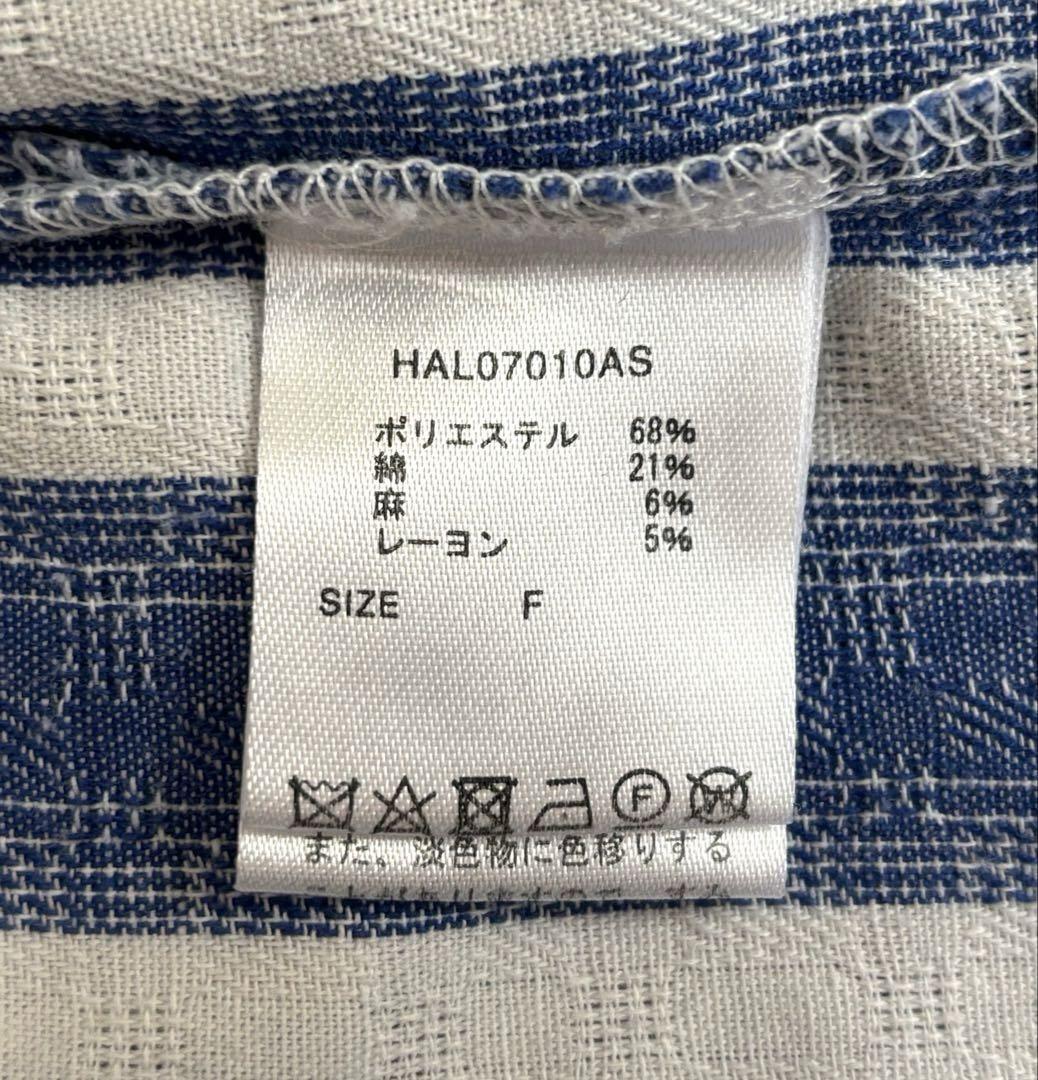 HAL07010AS
ポリエステル 68%
綿 21%
麻 6%
レーヨン 5%
SIZE F
F
W
また。淡色物に色移りする